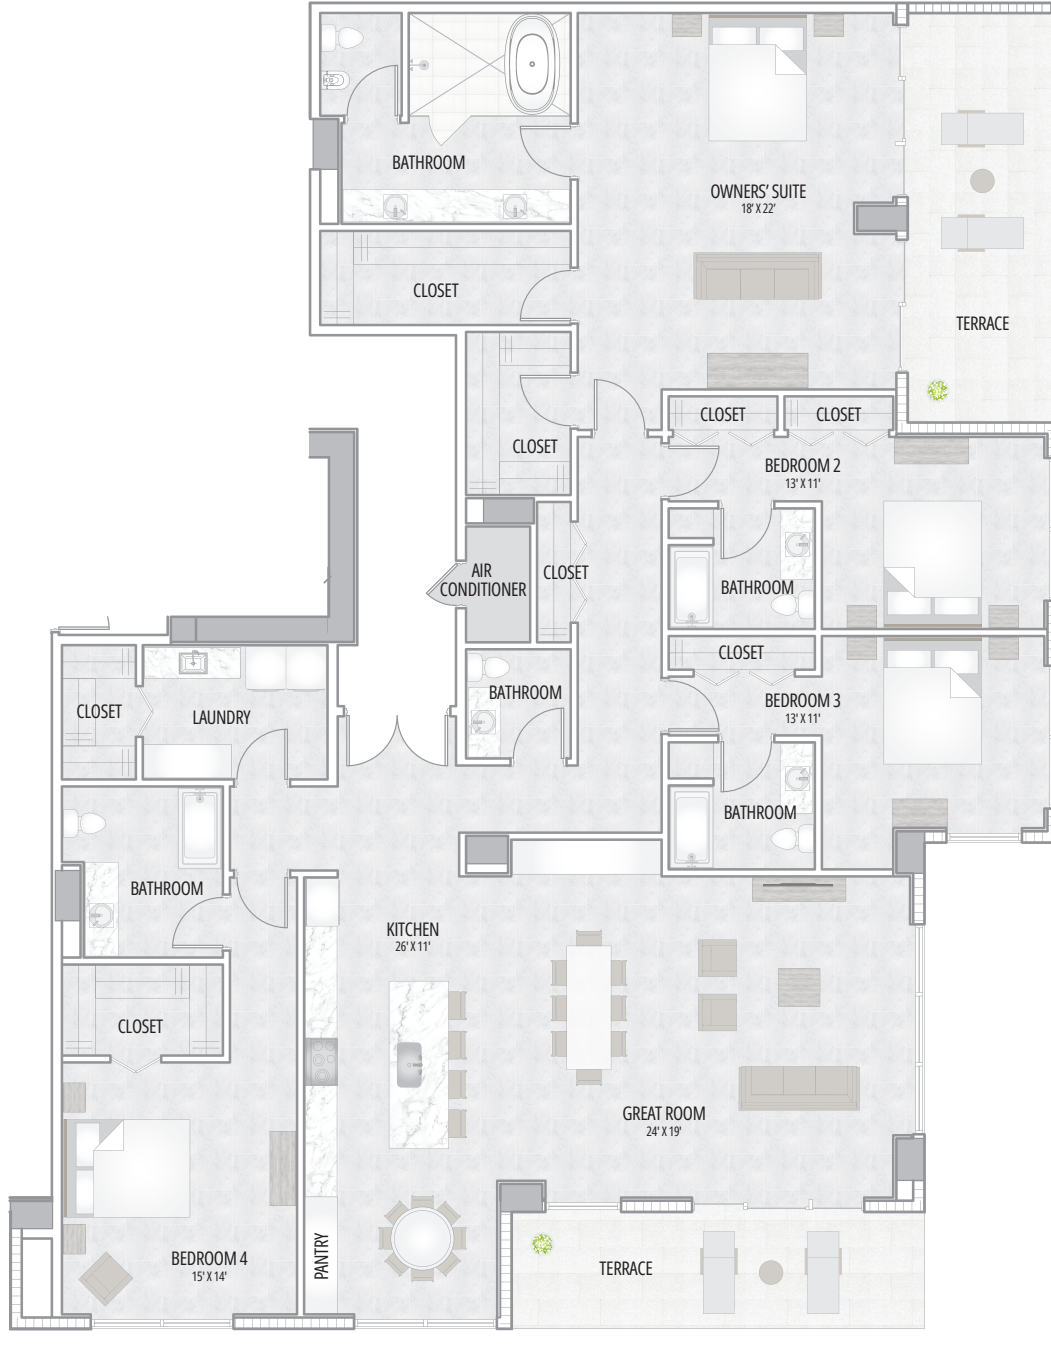 BATHROOM
OWNERS’ SUITE
18' X 22'
CLOSET
TERRACE
CLOSET
CLOSET
CLOSET
BEDROOM 2
13' X 11'
AIR
CONDITIONER
CLOSET
BATHROOM
CLOSET
BATHROOM
BEDROOM 3
13' X 11'
CLOSET
LAUNDRY
BATHROOM
BATHROOM
KITCHEN
26' X 11'
CLOSET
GREAT ROOM
24' X 19'
BEDROOM 4
15' X 14'
PANTRY
TERRACE